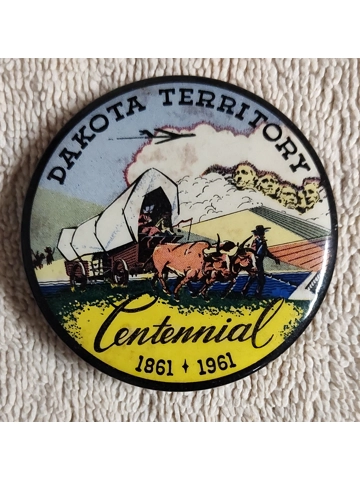 DAKOTA TERRITORY
Centennial
1861 ♦ 1961